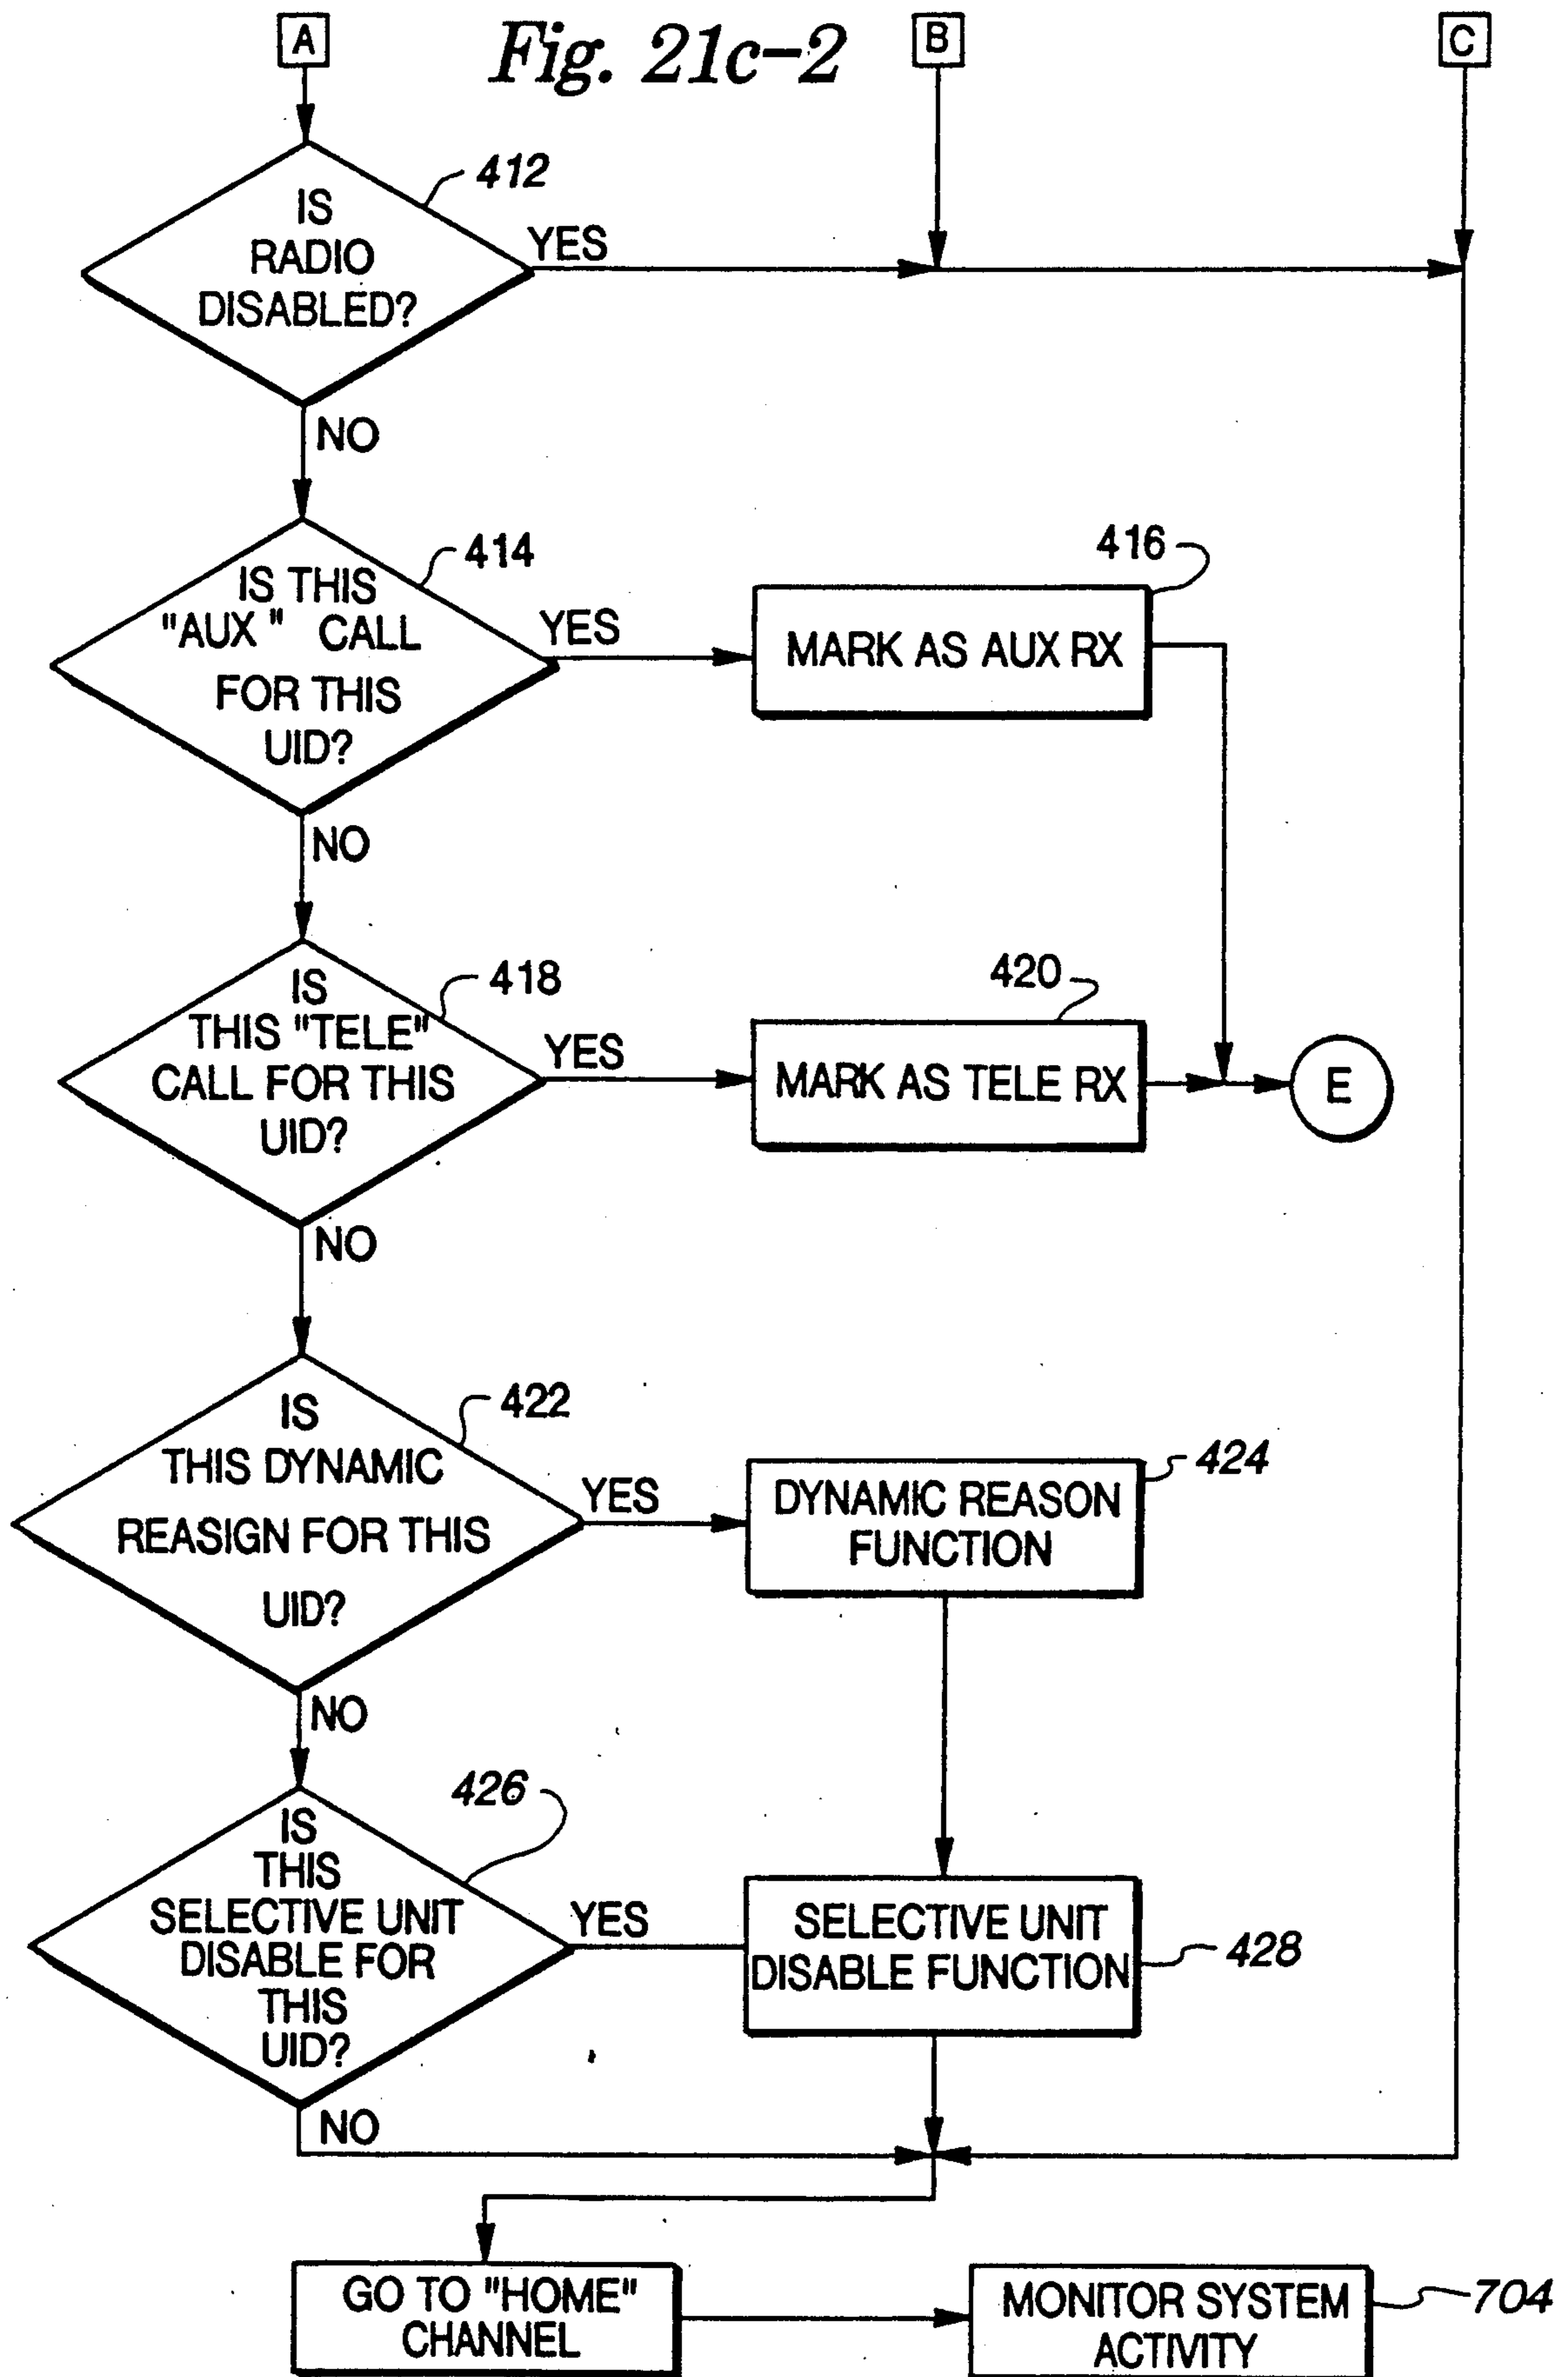 A
Fig. 21c-2
B
C
412
IS
RADIO
DISABLED?
YES
NO
414
IS THIS
"AUX " CALL
FOR THIS
UID?
YES
416
MARK AS AUX RX
NO
418
IS
THIS "TELE"
CALL FOR THIS
UID?
YES
420
MARK AS TELE RX
E
NO
422
IS
THIS DYNAMIC
REASIGN FOR THIS
UID?
YES
424
DYNAMIC REASON
FUNCTION
NO
426
IS
THIS
SELECTIVE UNIT
DISABLE FOR
THIS
UID?
YES
SELECTIVE UNIT
DISABLE FUNCTION
428
NO
GO TO "HOME"
CHANNEL
MONITOR SYSTEM
ACTIVITY
704